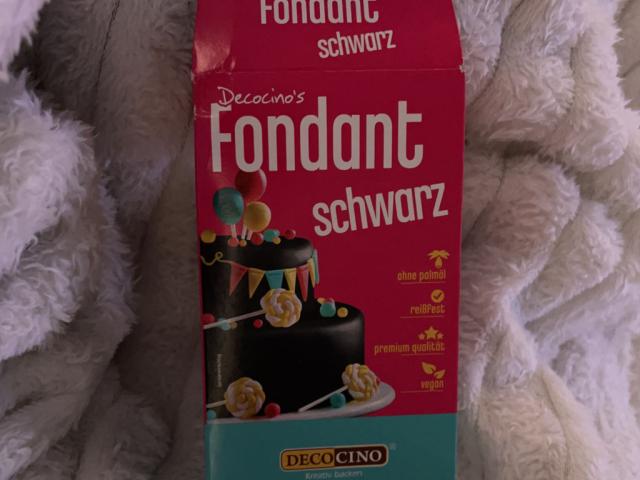 Fondant
schwarz
Decocino's
Fondant
schwarz
ohne palmöl
reißfest
premium qualität
vegan
DECOCINO®
Kreativ backen